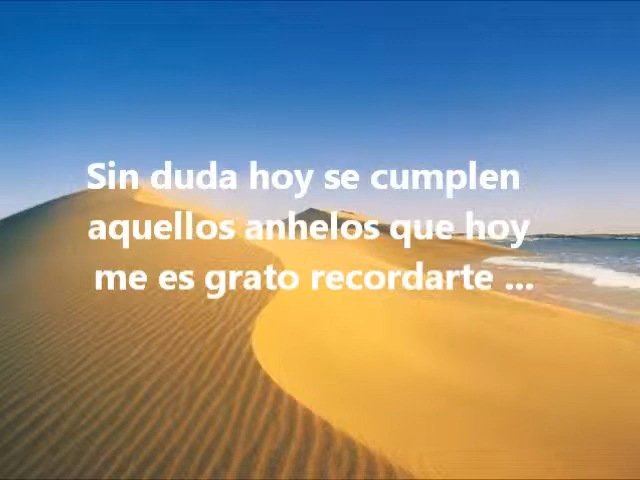 Sin duda hoy se cumplen
aquellos anhelos que hoy
me es grato recordarte ...